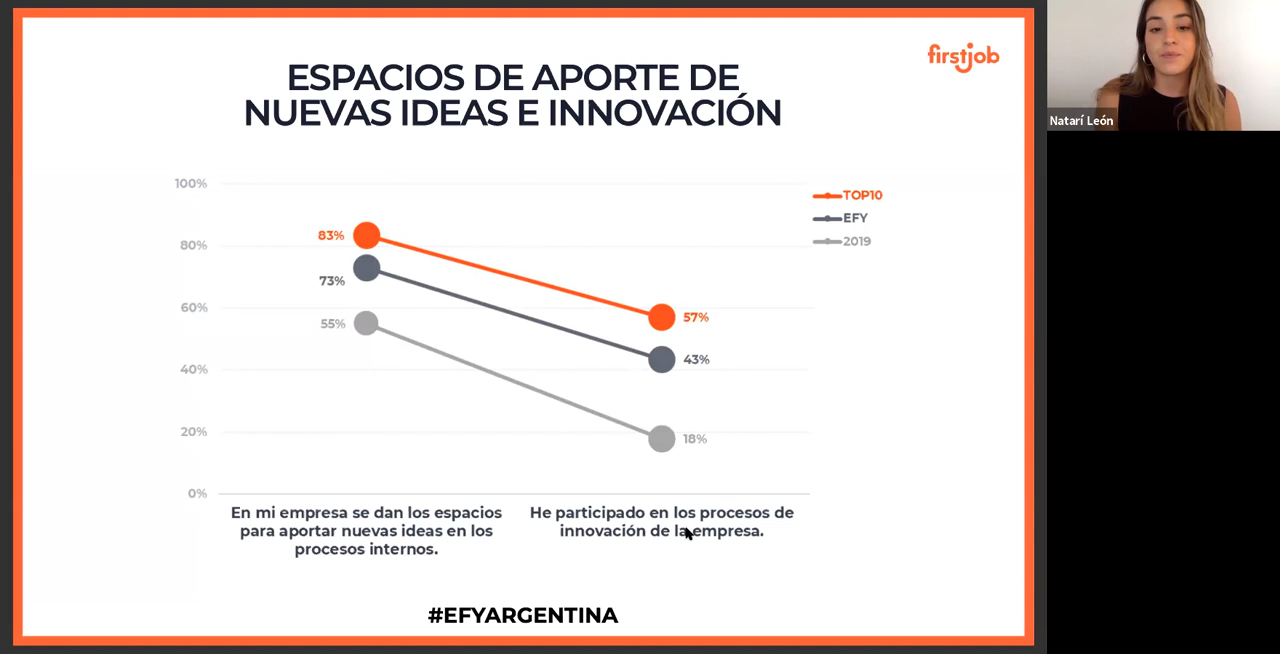 firstjob
ESPACIOS DE APORTE DE
NUEVAS IDEAS E INNOVACIÓN
100%
80%
60%
40%
20%
0%
83%
73%
55%
57%
43%
18%
TOP10
EFY
2019
En mi empresa se dan los espacios
para aportar nuevas ideas en los
procesos internos.
He participado en los procesos de
innovación de la empresa.
#EFYARGENTINA
Natarí León